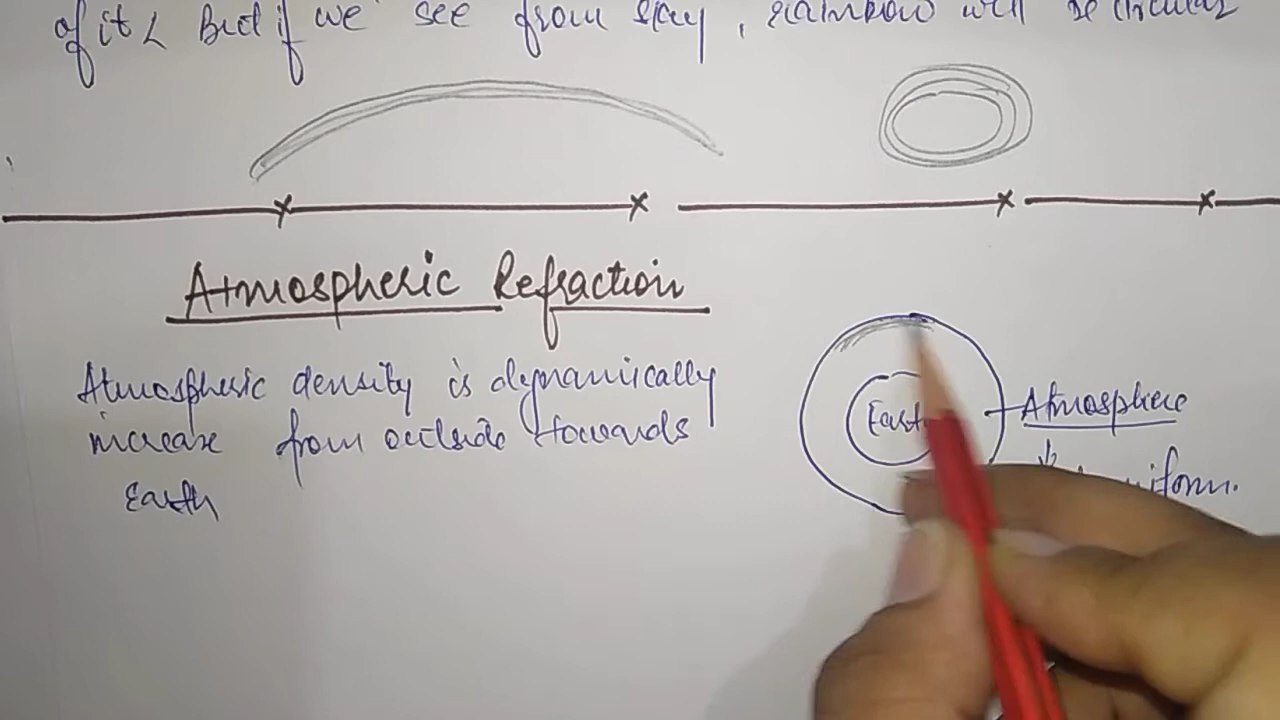 of it. But if we see from sky, rainbow will be circular
Atmospheric Refraction
Atmospheric density is dynamically
increase from outside towards
Earth
Earth
Atmosphere
uniform.